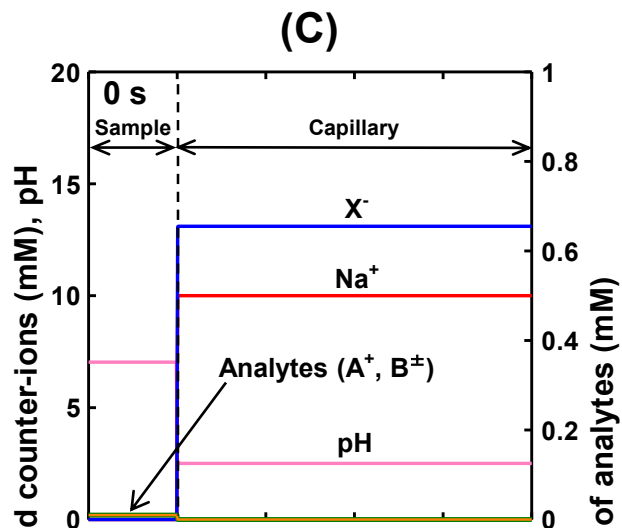 (C)
20
15
10
5
0
d counter-ions (mM), pH
0 s
Sample
Capillary
X⁻
Na⁺
Analytes (A⁺, B±)
pH
1
0.8
0.6
0.4
0.2
0
of analytes (mM)